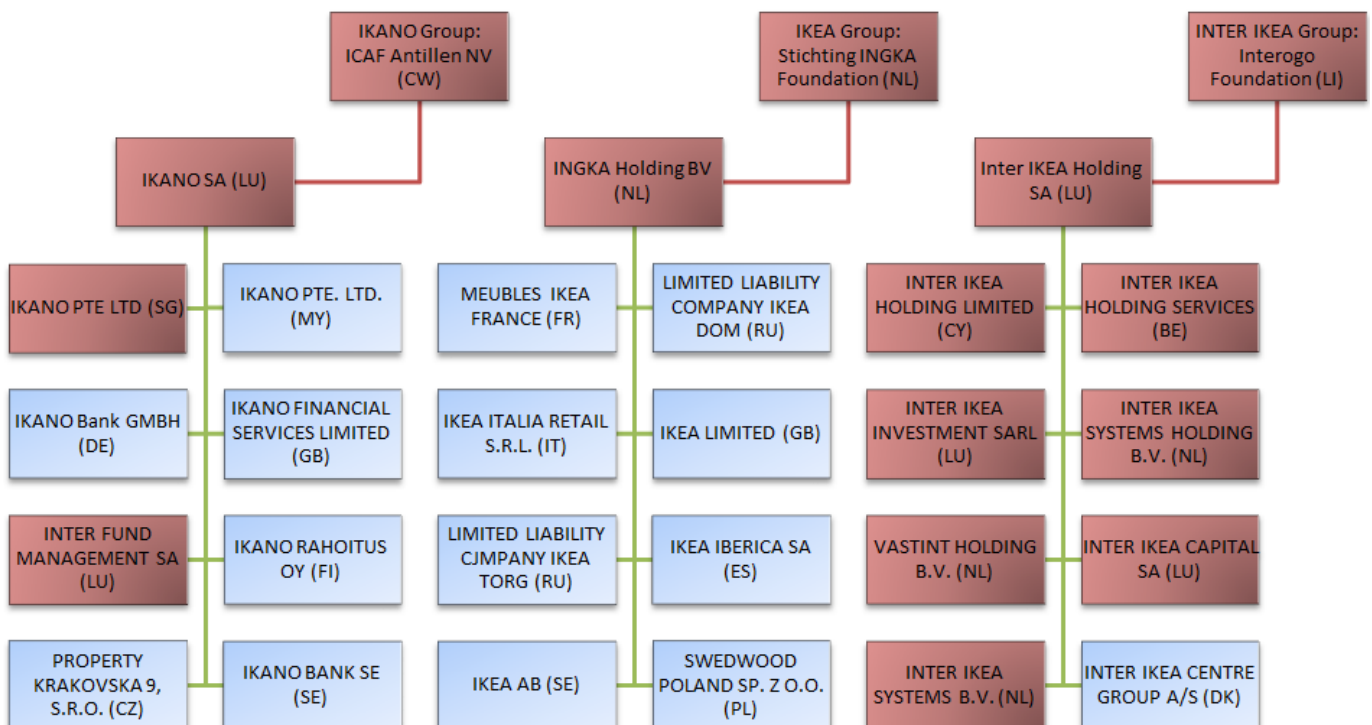 IKANO Group:
ICAF Antillen NV
(CW)
IKEA Group:
Stichting INGKA
Foundation (NL)
INTER IKEA Group:
Interogo
Foundation (LI)
IKANO SA (LU)
INGKA Holding BV
(NL)
Inter IKEA Holding
SA (LU)
IKANO PTE LTD (SG)
IKANO PTE. LTD.
(MY)
MEUBLES IKEA
FRANCE (FR)
LIMITED LIABILITY
COMPANY IKEA
DOM (RU)
INTER IKEA
HOLDING LIMITED
(CY)
INTER IKEA
HOLDING SERVICES
(BE)
IKANO Bank GMBH
(DE)
IKANO FINANCIAL
SERVICES LIMITED
(GB)
IKEA ITALIA RETAIL
S.R.L. (IT)
IKEA LIMITED (GB)
INTER IKEA
INVESTMENT SARL
(LU)
INTER IKEA
SYSTEMS HOLDING
B.V. (NL)
INTER FUND
MANAGEMENT SA
(LU)
IKANO RAHOITUS
OY (FI)
LIMITED LIABILITY
CJMPANY IKEA
TORG (RU)
IKEA IBERICA SA
(ES)
VASTINT HOLDING
B.V. (NL)
INTER IKEA CAPITAL
SA (LU)
PROPERTY
KRAKOVSKA 9,
S.R.O. (CZ)
IKANO BANK SE
(SE)
IKEA AB (SE)
SWEDWOOD
POLAND SP. Z O.O.
(PL)
INTER IKEA
SYSTEMS B.V. (NL)
INTER IKEA CENTRE
GROUP A/S (DK)